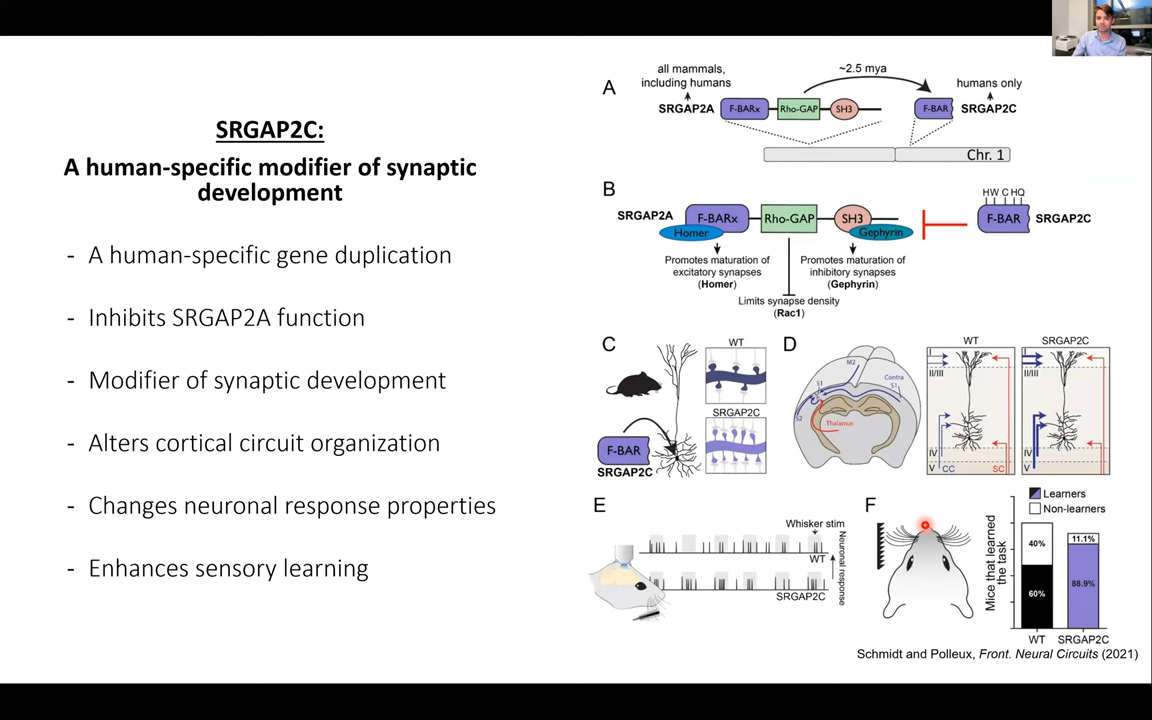 SRGAP2C:
A human-specific modifier of synaptic
development
- A human-specific gene duplication
- Inhibits SRGAP2A function
- Modifier of synaptic development
- Alters cortical circuit organization
- Changes neuronal response properties
- Enhances sensory learning
A
all mammals,
including humans
~2.5 mya
humans only
SRGAP2A
F-BARx
Rho-GAP
SH3
F-BAR
SRGAP2C
Chr. 1
B
HW C HQ
SRGAP2A
F-BARx
Rho-GAP
SH3
F-BAR
SRGAP2C
Homer
Gephyrin
Promotes maturation of
excitatory synapses
(Homer)
Promotes maturation of
inhibitory synapses
(Gephyrin)
Limits synapse density
(Rac1)
C
WT
SRGAP2C
F-BAR
SRGAP2C
D
M2
S1
Contra
S1
S2
Thalamus
WT
SRGAP2C
I
II/III
IV
V
CC
SC
I
II/III
IV
V
E
Whisker stim
WT
SRGAP2C
Neuronal response
F
Learners
Non-learners
Mice that learned
the task
40%
60%
11.1%
88.9%
WT
SRGAP2C
Schmidt and Polleux, Front. Neural Circuits (2021)